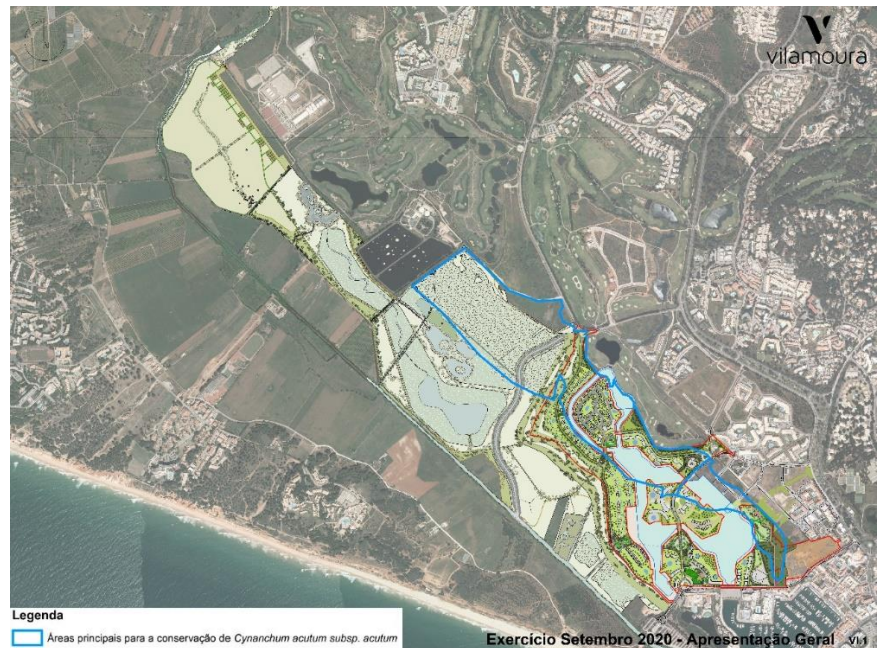 vilamoura
Legenda
Áreas principais para a conservação de Cynanchum acutum subsp. acutum
Exercício Setembro 2020 - Apresentação Geral VI.1